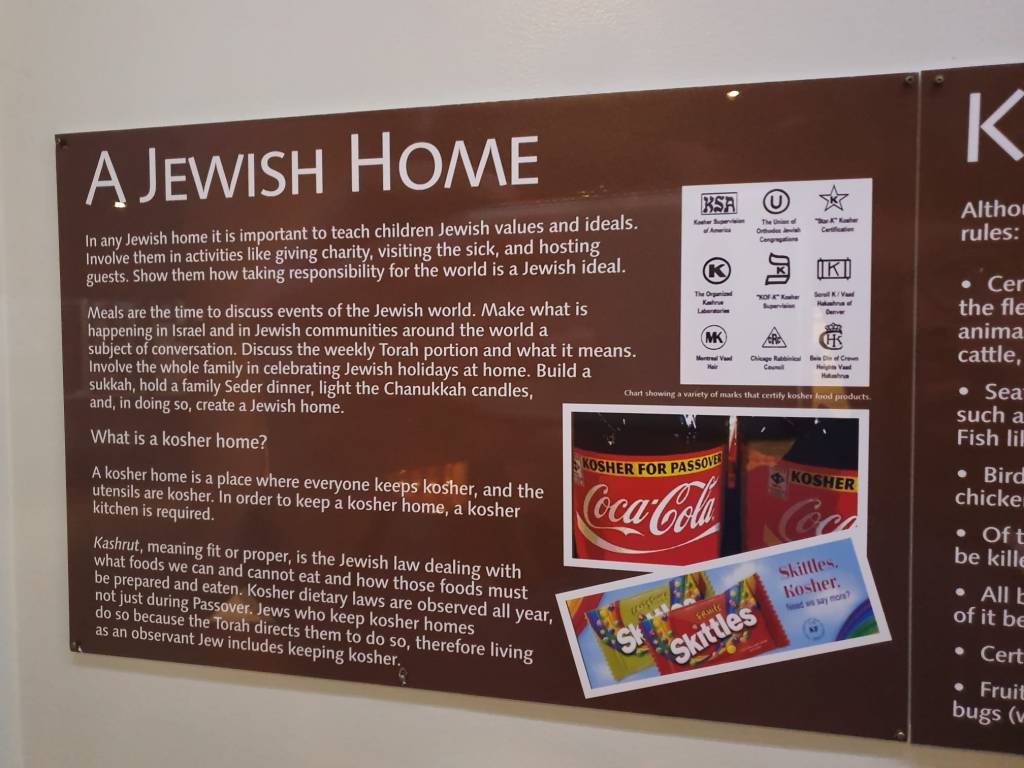 A JEWISH HOME
In any Jewish home it is important to teach children Jewish values and ideals.
Involve them in activities like giving charity, visiting the sick, and hosting
guests. Show them how taking responsibility for the world is a Jewish ideal.
Meals are the time to discuss events of the Jewish world. Make what is
happening in Israel and in Jewish communities around the world a
subject of conversation. Discuss the weekly Torah portion and what it means.
Involve the whole family in celebrating Jewish holidays at home. Build a
sukkah, hold a family Seder dinner, light the Chanukkah candles,
and, in doing so, create a Jewish home.
What is a kosher home?
A kosher home is a place where everyone keeps kosher, and the
utensils are kosher. In order to keep a kosher home, a kosher
kitchen is required.
Kashrut, meaning fit or proper, is the Jewish law dealing with
what foods we can and cannot eat and how those foods must
be prepared and eaten. Kosher dietary laws are observed all year,
not just during Passover. Jews who keep kosher homes
do so because the Torah directs them to do so, therefore living
as an observant Jew includes keeping kosher.
KSA
Kosher Supervision
of America
U
The Union of
Orthodox Jewish
Congregations
K
"Star-K" Kosher
Certification
K
The Organized
Kashrus
Laboratories
K
"KOF-K" Kosher
Supervision
K
Scroll K / Vaad
Hakashrus of
Denver
MK
Montreal Vaad
Hair
cRc
Chicago Rabbinical
Council
CHK
Beis Din of Crown
Heights Vaad
Hakashrus
Chart showing a variety of marks that certify kosher food products.
KOSHER FOR PASSOVER
Coca-Cola
KOSHER FOR
Coca
Skittles
Skittles.
Kosher.
Need we say more?
K
Althou
rules:
• Cer
the fle
anima
cattle,
• Sea
such a
Fish lik
• Bird
chicke
• Of t
be kille
• All b
of it be
• Cert
• Fruit
bugs (v